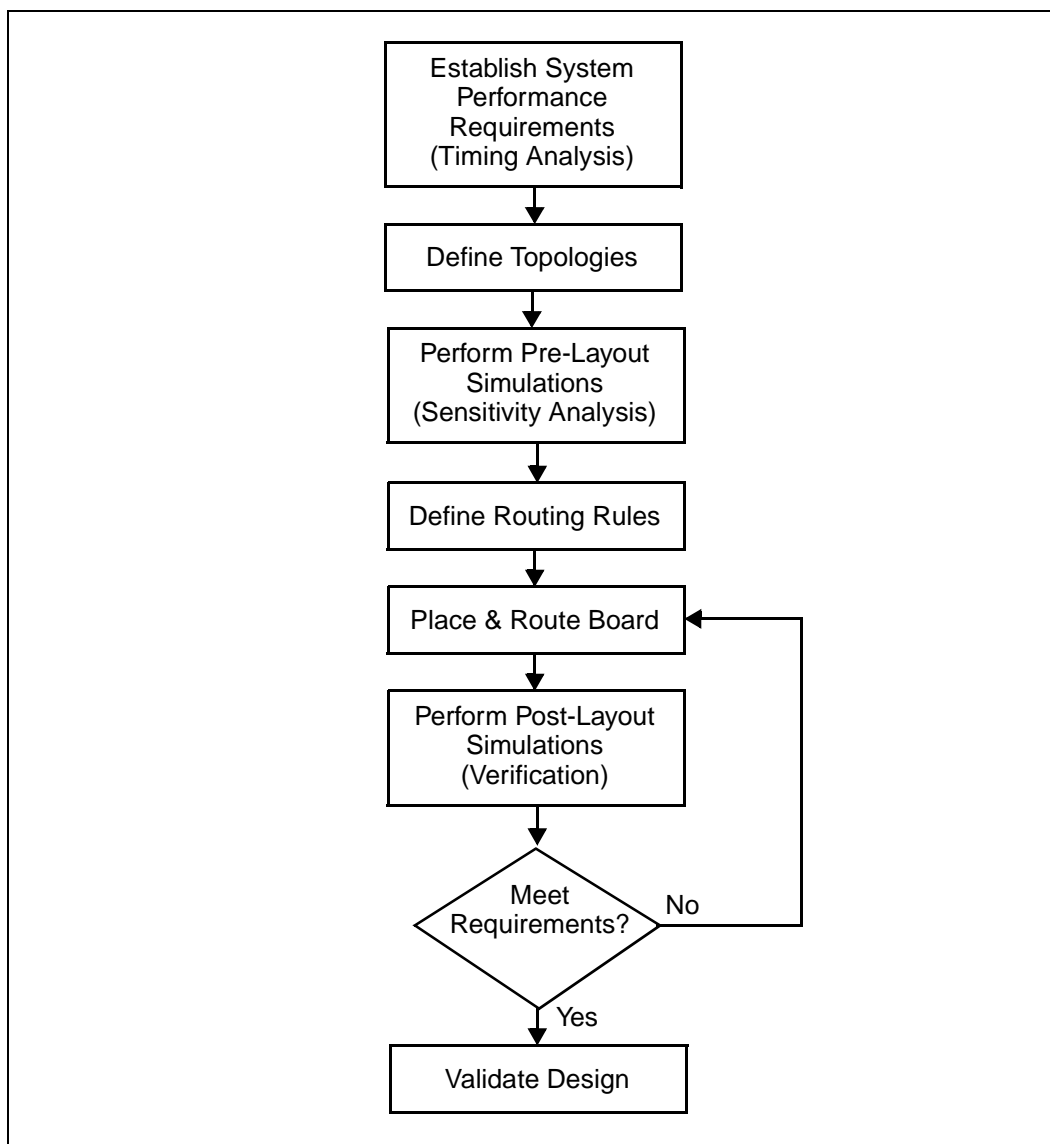 Establish System
Performance
Requirements
(Timing Analysis)
Define Topologies
Perform Pre-Layout
Simulations
(Sensitivity Analysis)
Define Routing Rules
Place & Route Board
Perform Post-Layout
Simulations
(Verification)
Meet
Requirements?
No
Yes
Validate Design